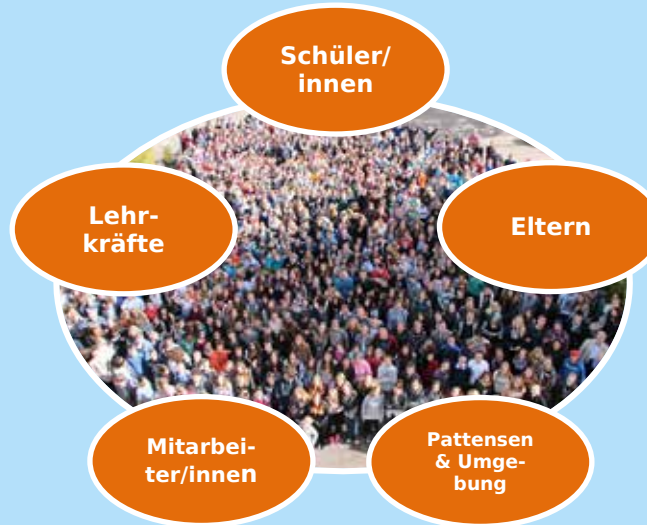 Schüler/
innen
Lehr-
kräfte
Eltern
Mitarbei-
ter/innen
Pattensen
& Umge-
bung